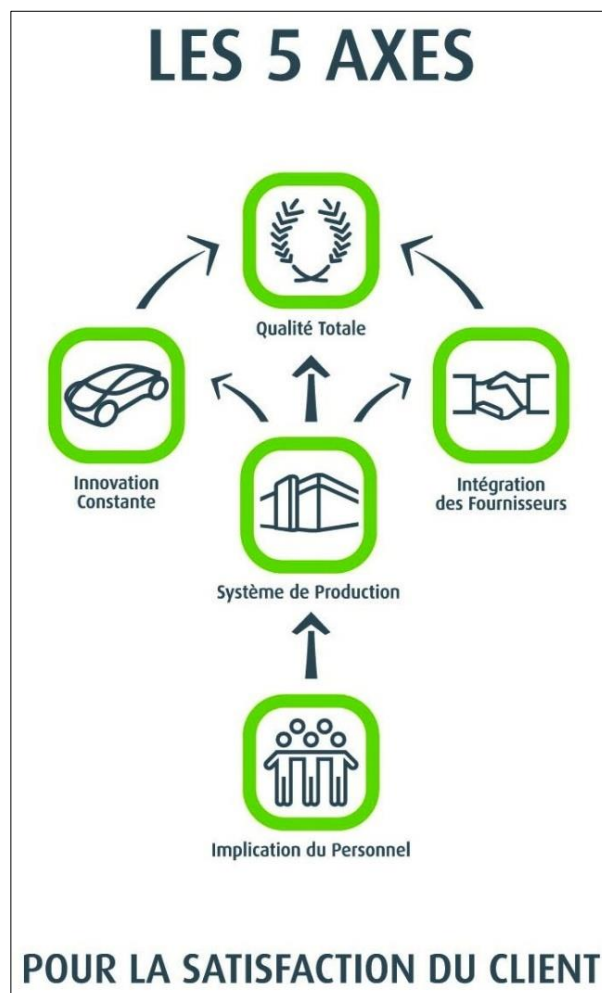 LES 5 AXES
Qualité Totale
Innovation
Constante
Intégration
des Fournisseurs
Système de Production
Implication du Personnel
POUR LA SATISFACTION DU CLIENT